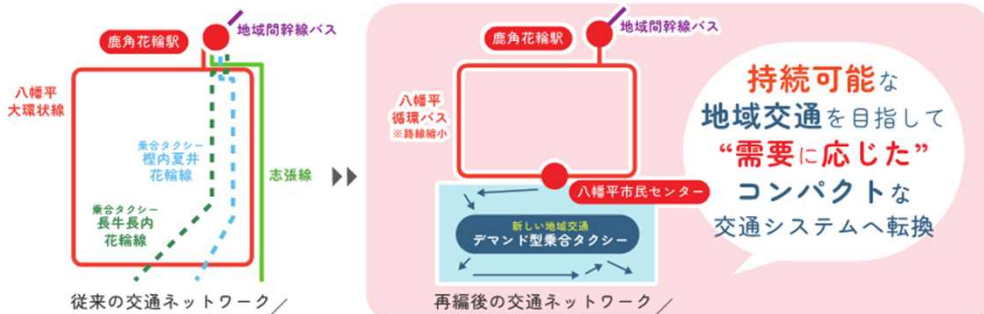 地域間幹線バス
鹿角花輪駅
八幡平
大環状線
乗合タクシー
樫内夏井
花輪線
志張線
乗合タクシー
長牛長内
花輪線
従来の交通ネットワーク
地域間幹線バス
鹿角花輪駅
八幡平
循環バス
※路線縮小
八幡平市民センター
新しい地域交通
デマンド型乗合タクシー
再編後の交通ネットワーク
持続可能な
地域交通を目指して
“需要に応じた”
コンパクトな
交通システムへ転換